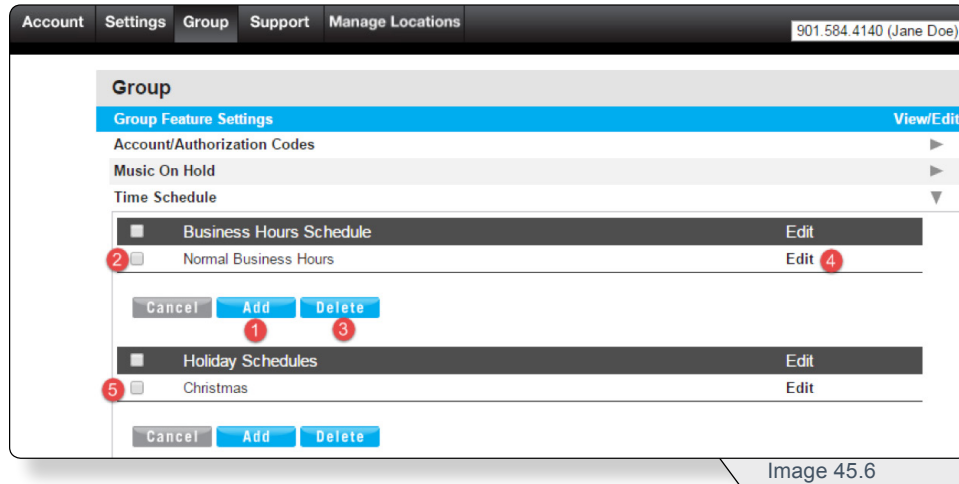 Account Settings Group Support Manage Locations
901.584.4140 (Jane Doe)
Group
Group Feature Settings View/Edit
Account/Authorization Codes
Music On Hold
Time Schedule
Business Hours Schedule Edit
2 Normal Business Hours Edit 4
Cancel Add Delete
1 3
Holiday Schedules Edit
5 Christmas Edit
Cancel Add Delete
Image 45.6